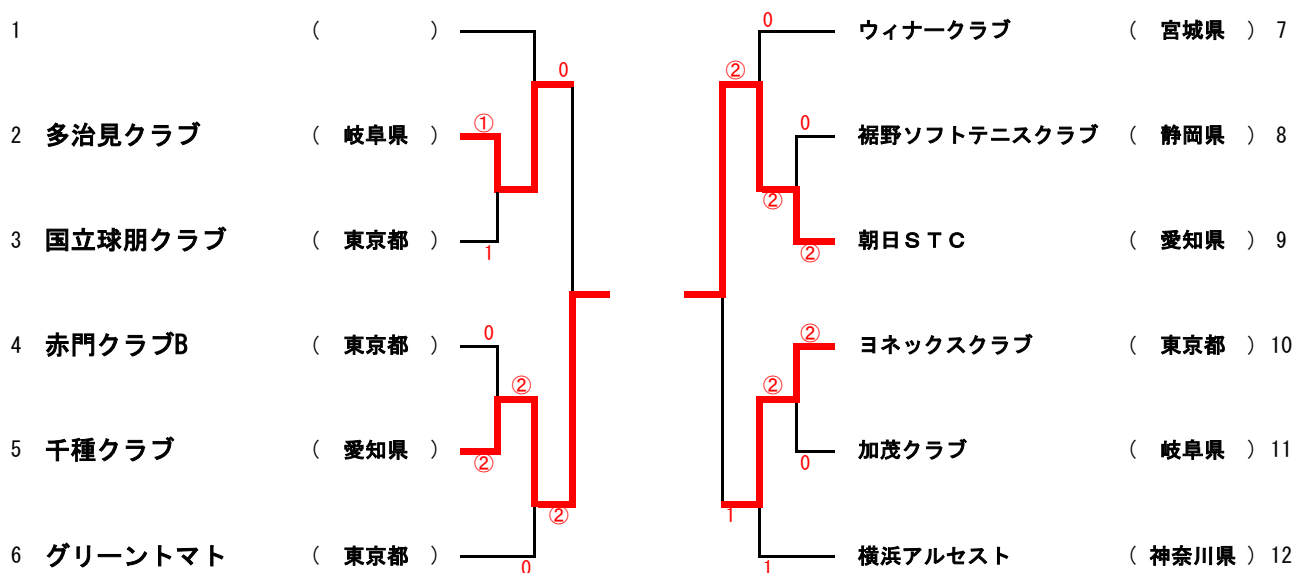 1 ( )
2 多治見クラブ ( 岐阜県 )
3 国立球朋クラブ ( 東京都 )
4 赤門クラブB ( 東京都 )
5 千種クラブ ( 愛知県 )
6 グリーントマト ( 東京都 )
0
①
1
0
②
②
②
0
0
②
0
②
②
②
②
0
1
1
ウィナークラブ ( 宮城県 ) 7
裾野ソフトテニスクラブ ( 静岡県 ) 8
朝日ＳＴＣ ( 愛知県 ) 9
ヨネックスクラブ ( 東京都 ) 10
加茂クラブ ( 岐阜県 ) 11
横浜アルセスト ( 神奈川県 ) 12